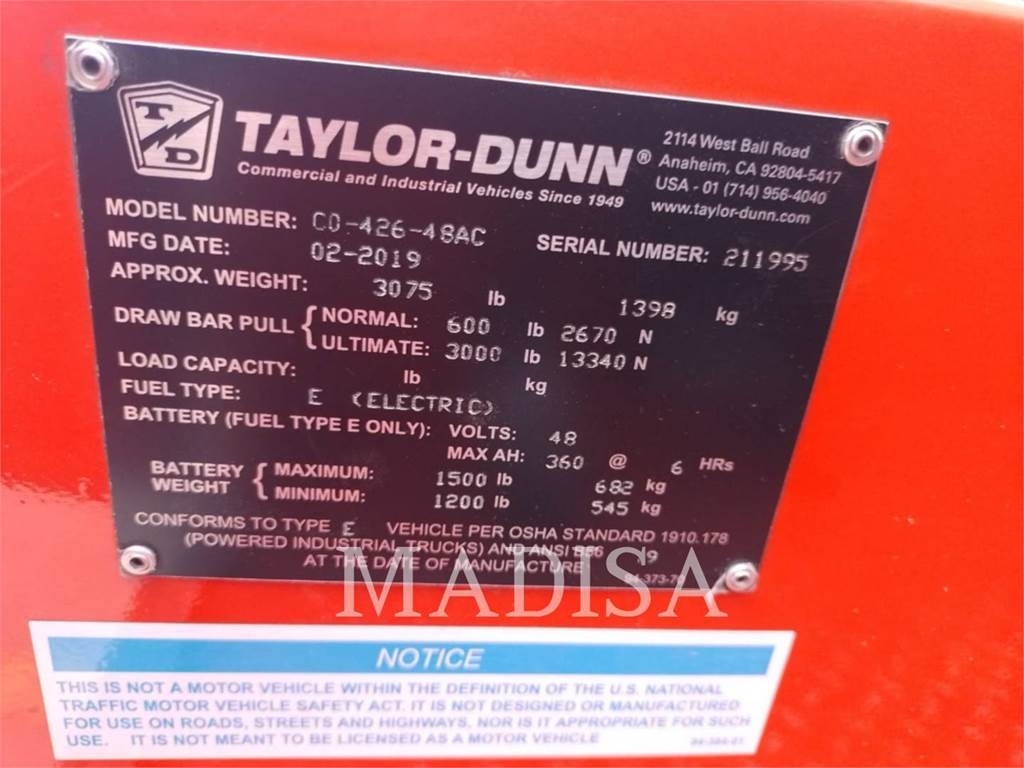 TD
TAYLOR-DUNN®
Commercial and Industrial Vehicles Since 1949
2114 West Ball Road
Anaheim, CA 92804-5417
USA - 01 (714) 956-4040
www.taylor-dunn.com
MODEL NUMBER: CO-426-48AC
SERIAL NUMBER: 211995
MFG DATE: 02-2019
APPROX. WEIGHT: 3075 lb 1398 kg
DRAW BAR PULL { NORMAL: 600 lb 2670 N
ULTIMATE: 3000 lb 13340 N
LOAD CAPACITY: lb kg
FUEL TYPE: E (ELECTRIC)
BATTERY (FUEL TYPE E ONLY): VOLTS: 48
MAX AH: 360 @ 6 HRs
BATTERY WEIGHT { MAXIMUM: 1500 lb 682 kg
MINIMUM: 1200 lb 545 kg
CONFORMS TO TYPE E VEHICLE PER OSHA STANDARD 1910.178
(POWERED INDUSTRIAL TRUCKS) AND ANSI B56 9
AT THE DATE OF MANUFACTURE
94-373-70
MADISA
NOTICE
THIS IS NOT A MOTOR VEHICLE WITHIN THE DEFINITION OF THE U.S. NATIONAL
TRAFFIC MOTOR VEHICLE SAFETY ACT. IT IS NOT DESIGNED OR MANUFACTURED
FOR USE ON ROADS, STREETS AND HIGHWAYS, NOR IS IT APPROPRIATE FOR SUCH
USE. IT IS NOT MEANT TO BE LICENSED AS A MOTOR VEHICLE